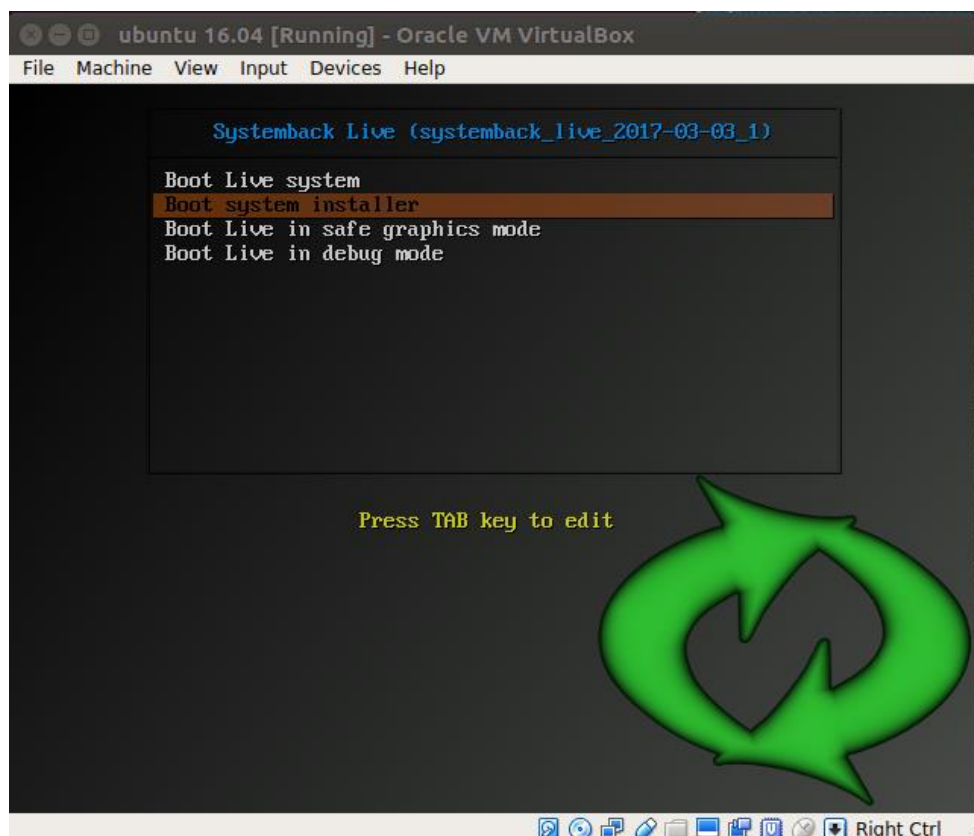 ubuntu 16.04 [Running] - Oracle VM VirtualBox
File Machine View Input Devices Help
Systemback Live (systemback_live_2017-03-03_1)
Boot Live system
Boot system installer
Boot Live in safe graphics mode
Boot Live in debug mode
Press TAB key to edit
Right Ctrl